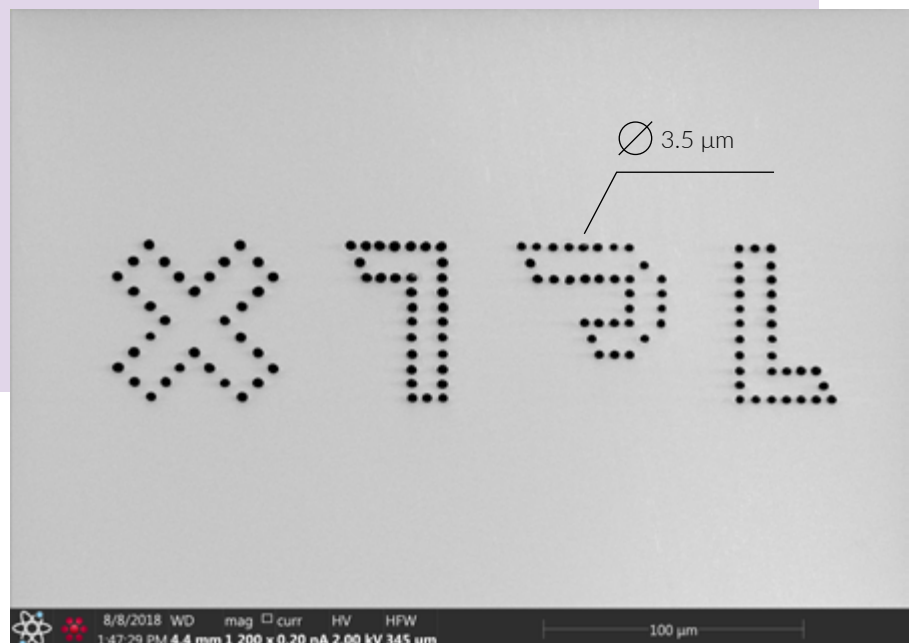 ⌀ 3.5 µm
8/8/2018 WD mag □ curr HV HFW
1:47:29 PM 4.4 mm 1 200 x 0.20 nA 2.00 kV 345 µm
100 µm